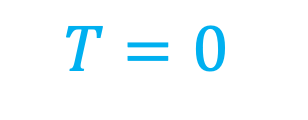 T = 0